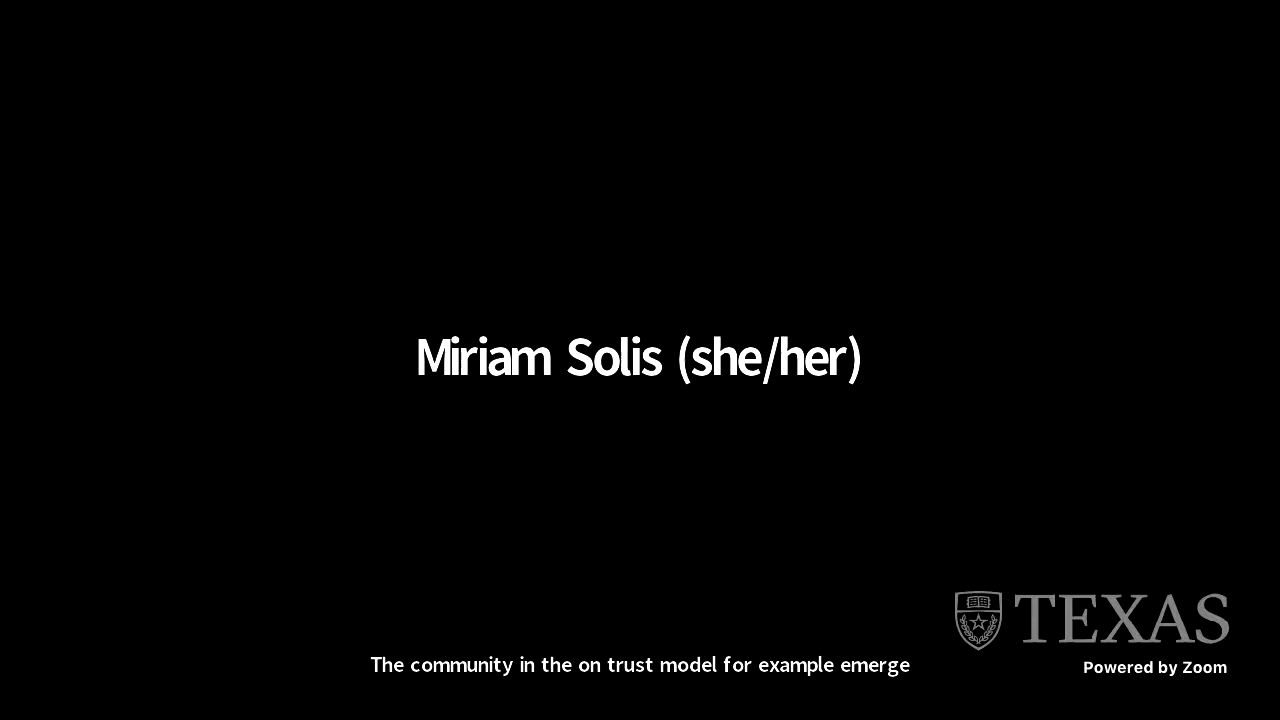 Miriam Solis (she/her)
TEXAS
The community in the on trust model for example emerge
Powered by Zoom